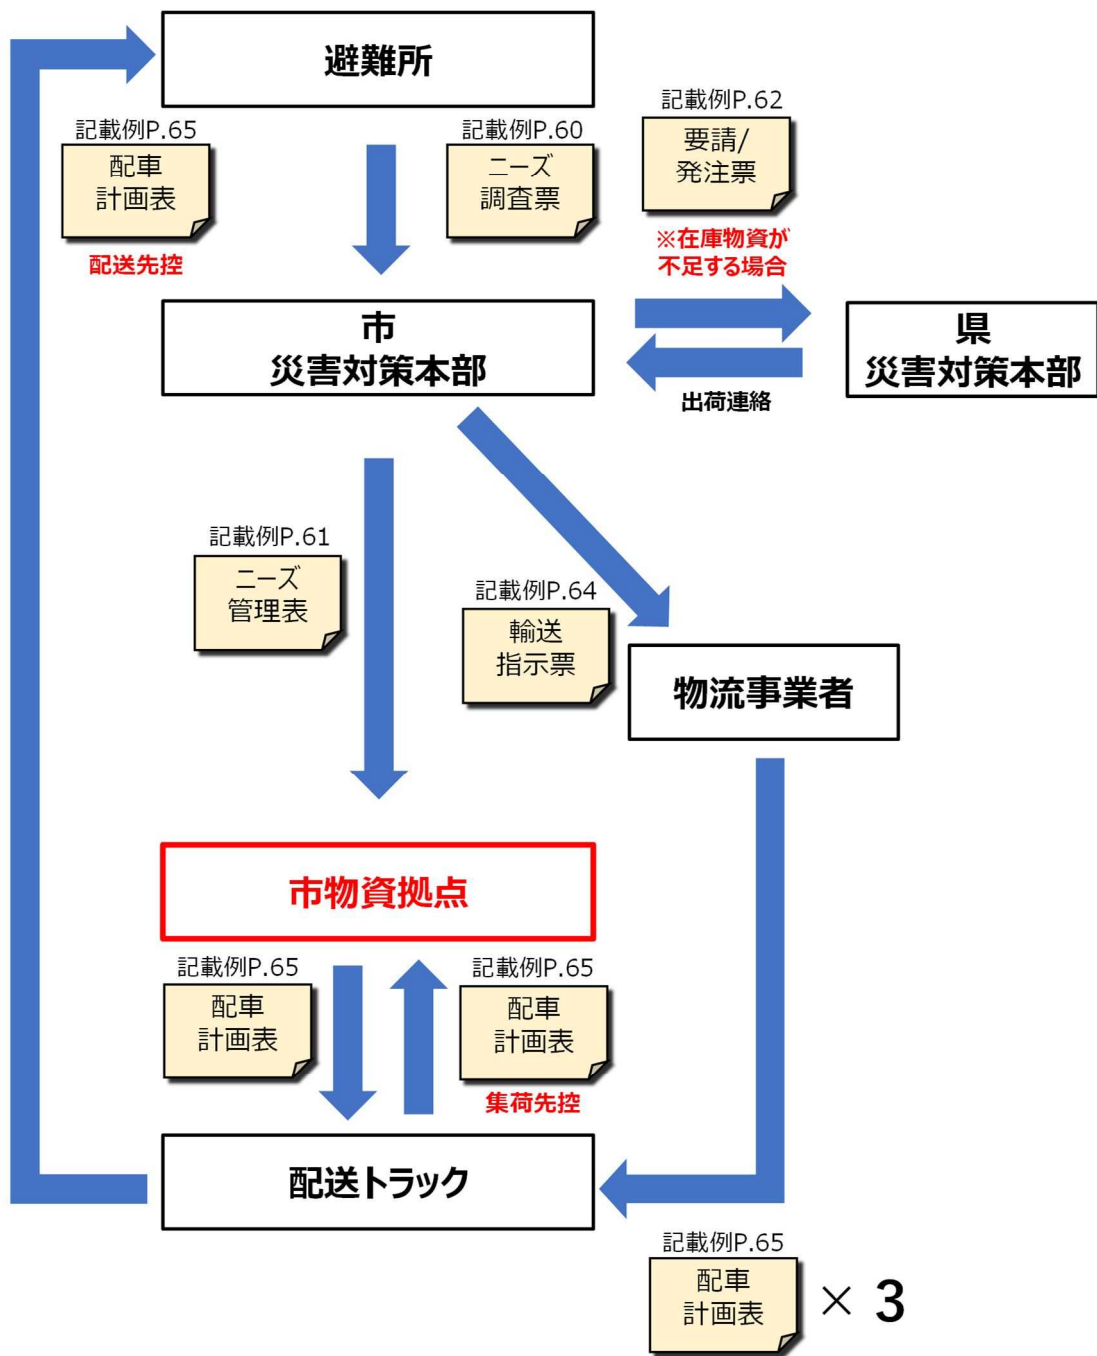 避難所
記載例P.65
配車
計画表
配送先控
記載例P.60
ニーズ
調査票
記載例P.62
要請/
発注票
※在庫物資が
不足する場合
市
災害対策本部
県
災害対策本部
出荷連絡
記載例P.61
ニーズ
管理表
記載例P.64
輸送
指示票
物流事業者
市物資拠点
記載例P.65
配車
計画表
記載例P.65
配車
計画表
集荷先控
配送トラック
記載例P.65
配車
計画表
× 3